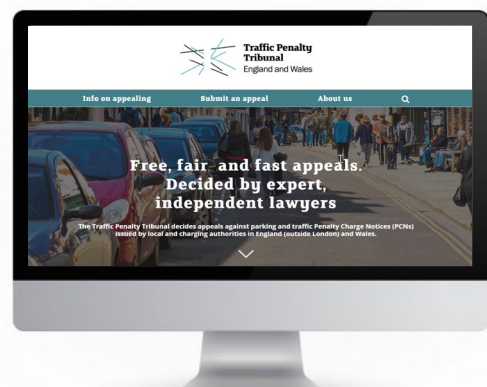 Traffic Penalty
Tribunal
England and Wales
Info on appealing Submit an appeal About us
Free, fair and fast appeals.
Decided by expert,
independent lawyers
The Traffic Penalty Tribunal decides appeals against parking and traffic Penalty Charge Notices (PCNs)
issued by local and charging authorities in England (outside London) and Wales.